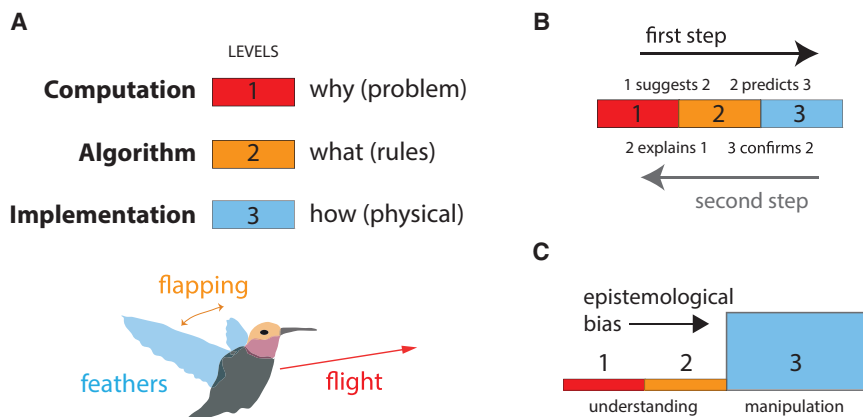 A
LEVELS
Computation 1 why (problem)
Algorithm 2 what (rules)
Implementation 3 how (physical)
flapping
feathers
flight
B
first step
1 suggests 2 2 predicts 3
1 2 3
2 explains 1 3 confirms 2
second step
C
epistemological
bias
1 2 3
understanding manipulation